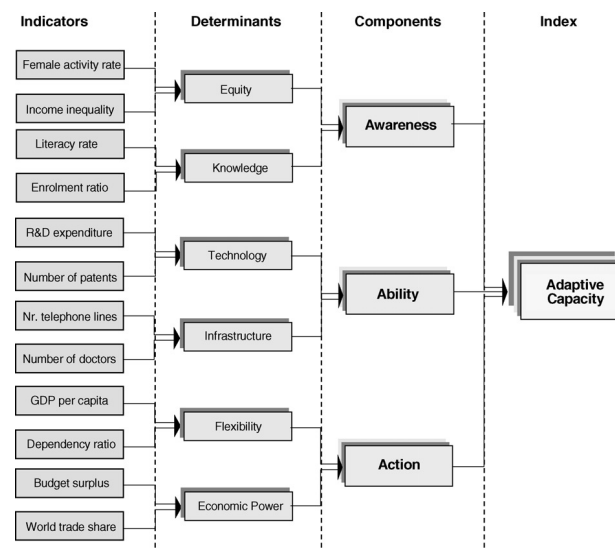 Indicators Determinants Components Index
Female activity rate
Income inequality
Literacy rate
Enrolment ratio
R&D expenditure
Number of patents
Nr. telephone lines
Number of doctors
GDP per capita
Dependency ratio
Budget surplus
World trade share
Equity
Knowledge
Technology
Infrastructure
Flexibility
Economic Power
Awareness
Ability
Action
Adaptive
Capacity